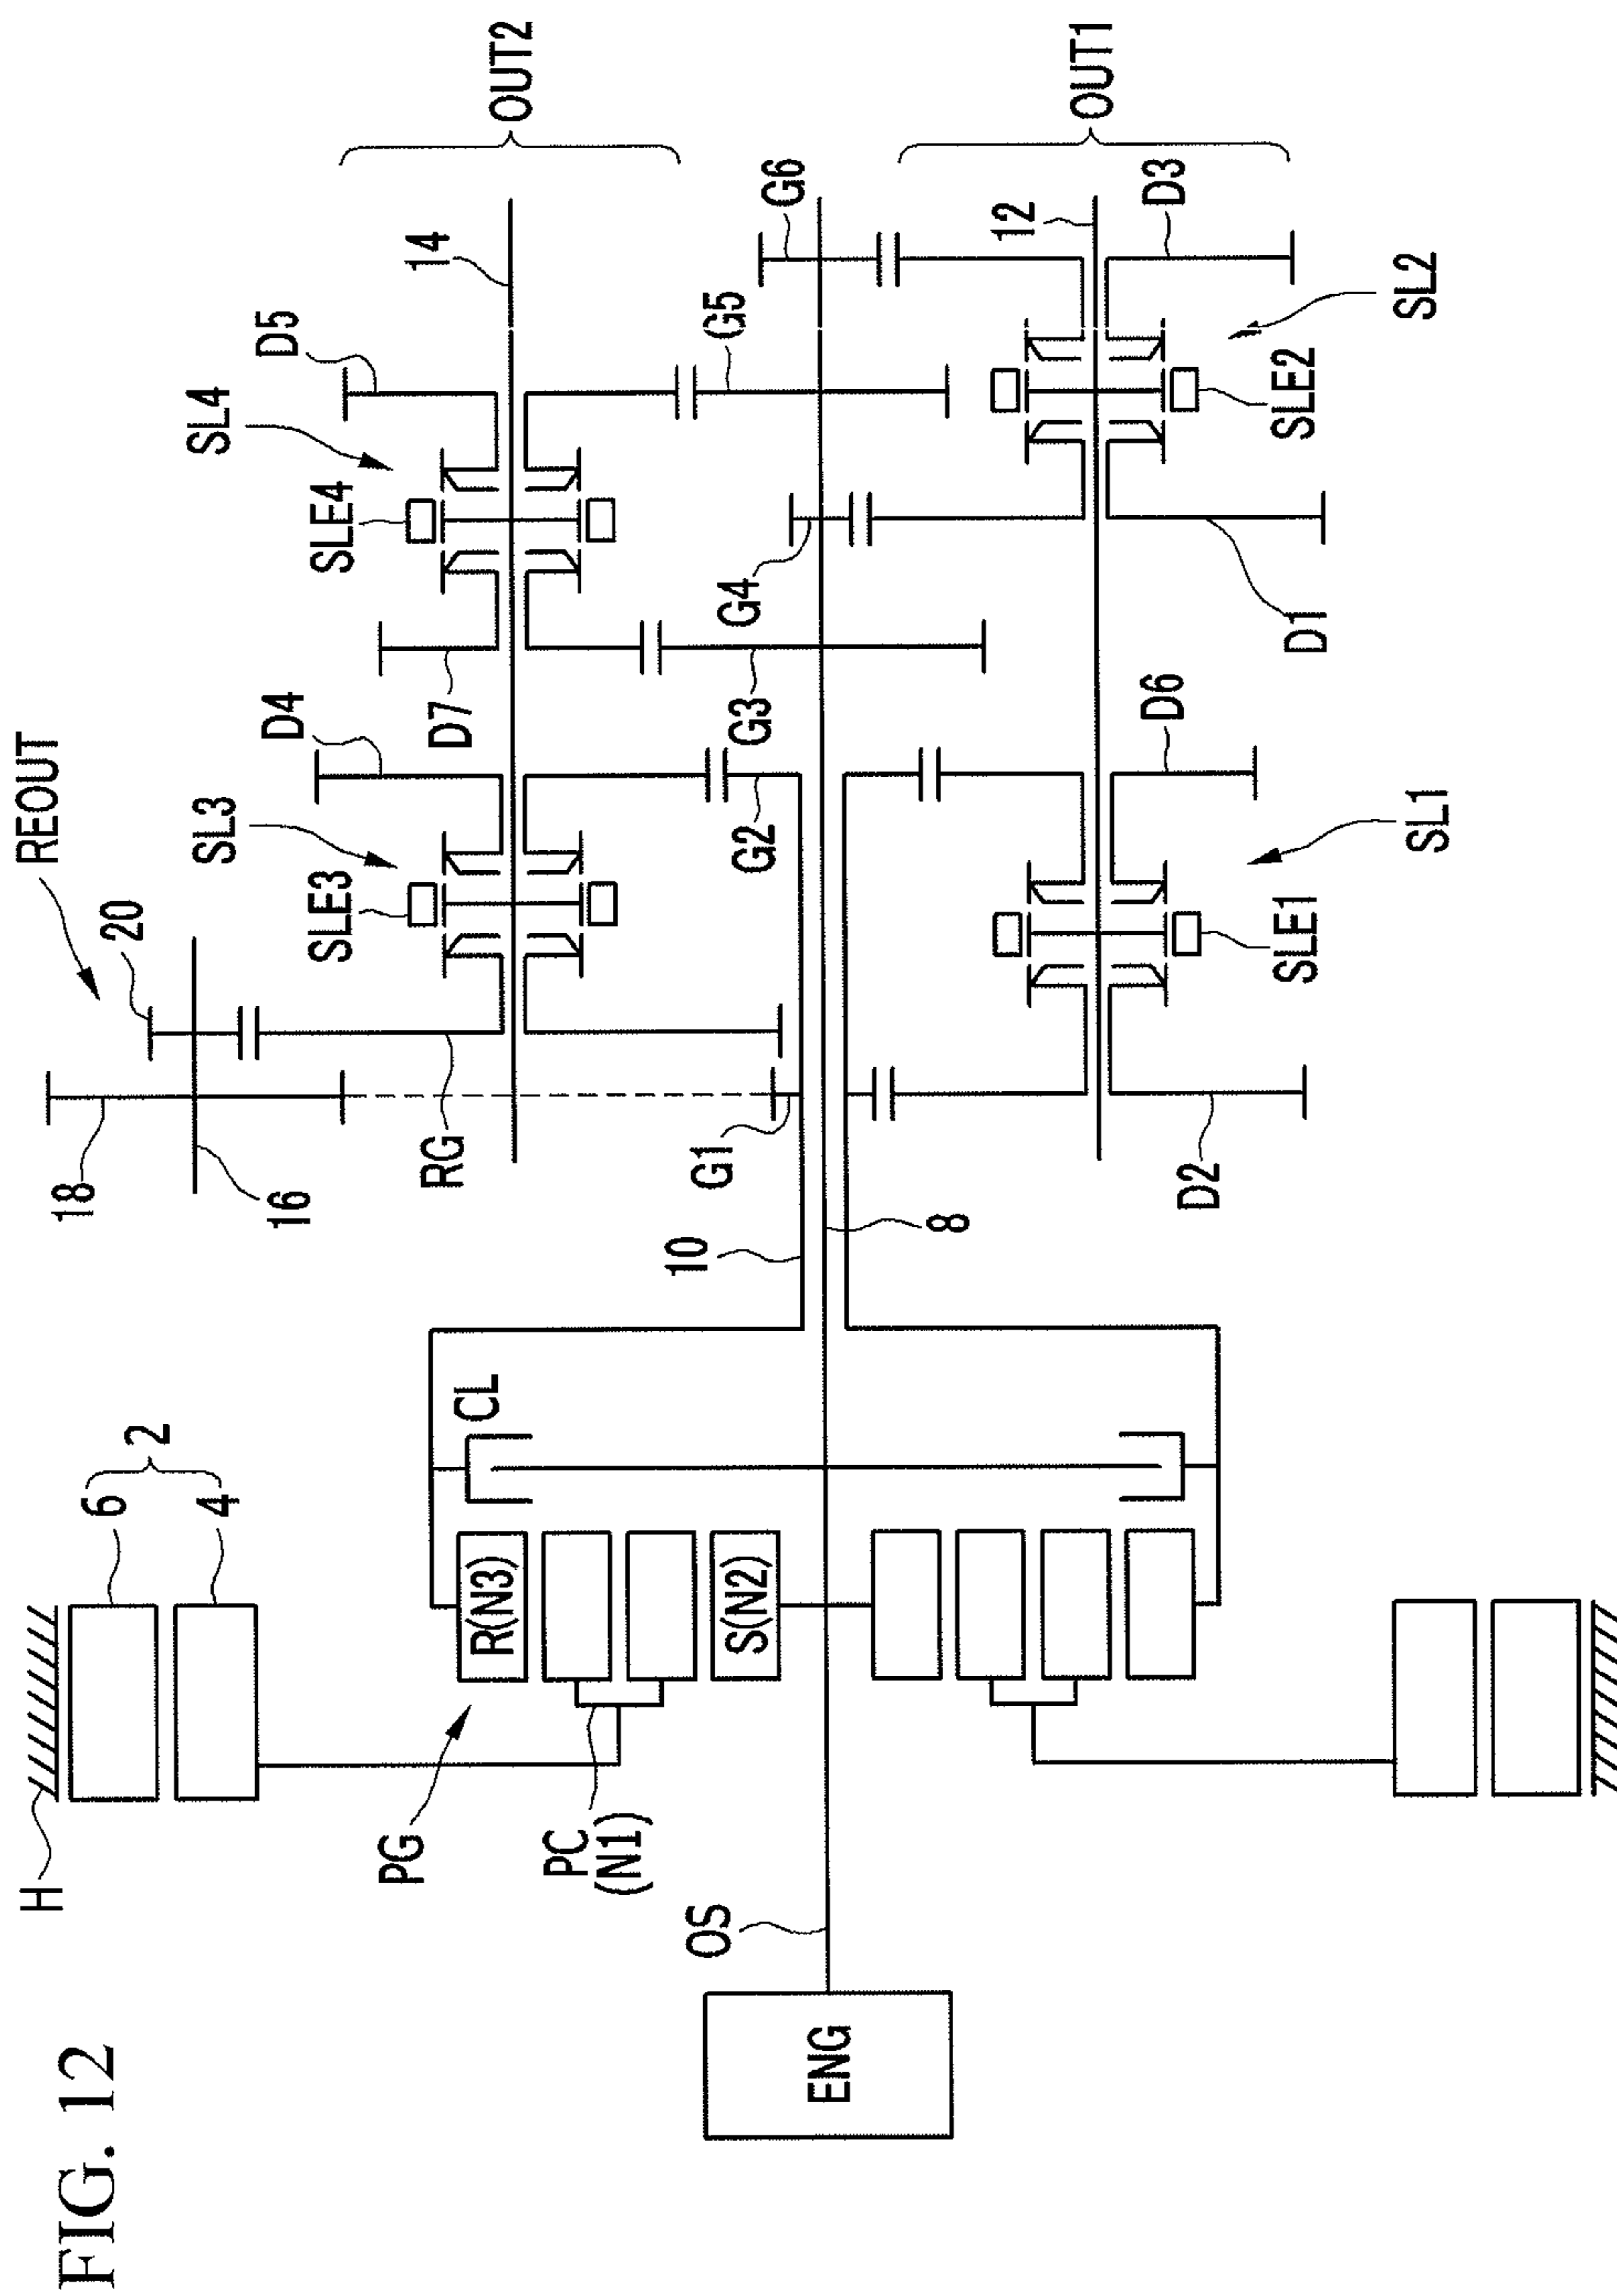 FIG. 12
REOUT
18
20
16
RG
SL3
SLE3
D4
D7
SL4
SLE4
D5
14
OUT2
H
6
4
2
PG
PC
(N1)
R(N3)
S(N2)
CL
10
8
G1
G2
G3
G4
G5
G6
OS
ENG
12
OUT1
D2
SLE1
SL1
D6
D1
SLE2
SL2
D3